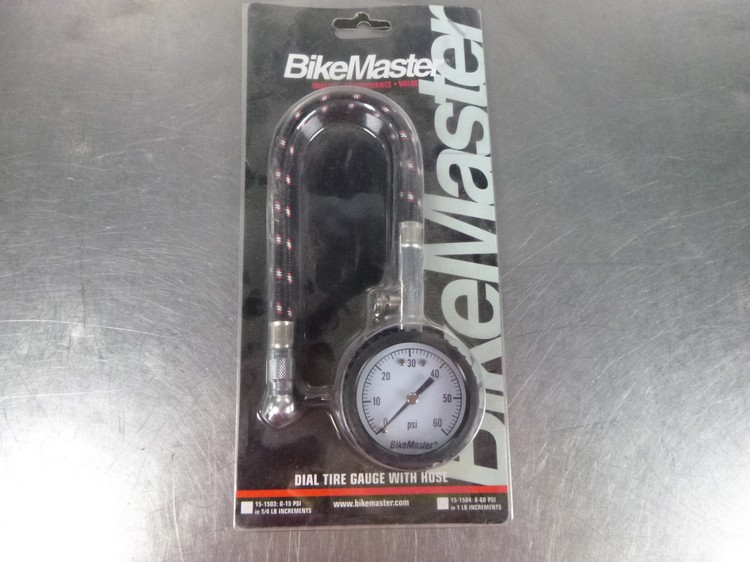 BikeMaster
VALUE
BikeMaster
30
20
40
10
50
0
psi
60
BikeMaster
DIAL TIRE GAUGE WITH HOSE
15-1503: 0-15 PSI
in 1/4 LB INCREMENTS
www.bikemaster.com
15-1504: 0-60 PSI
in 1 LB INCREMENTS